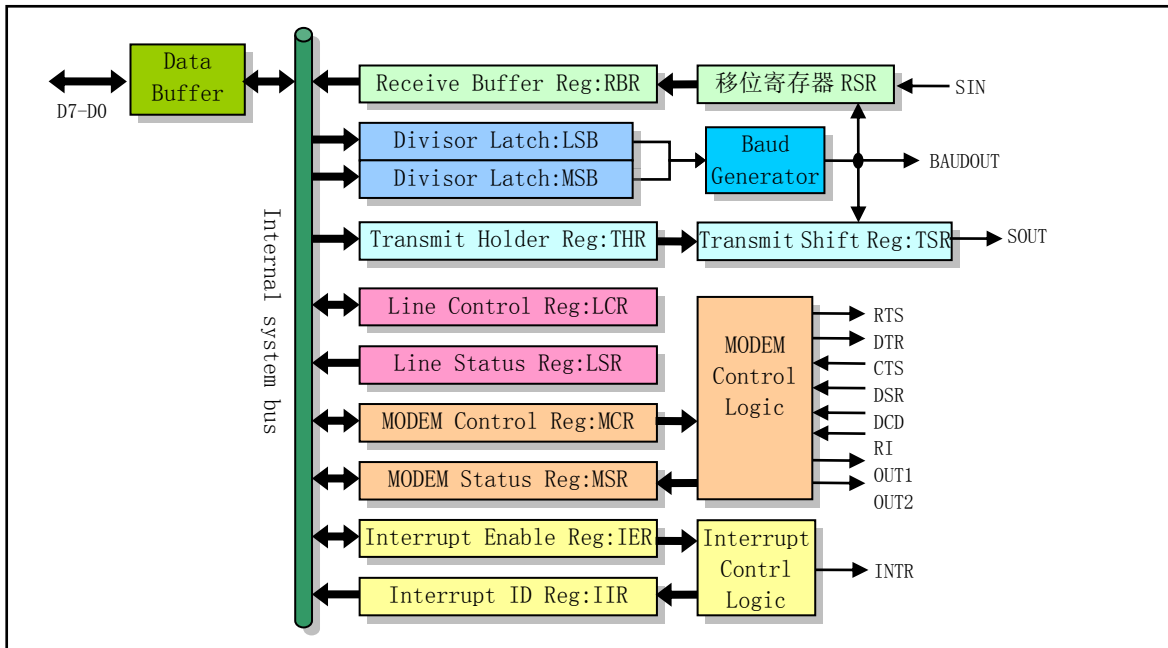 Data
Buffer
D7-D0
Internal system bus
Receive Buffer Reg:RBR
移位寄存器 RSR
SIN
Divisor Latch:LSB
Divisor Latch:MSB
Baud
Generator
BAUDOUT
Transmit Holder Reg:THR
Transmit Shift Reg:TSR
SOUT
Line Control Reg:LCR
Line Status Reg:LSR
MODEM Control Reg:MCR
MODEM Status Reg:MSR
MODEM
Control
Logic
RTS
DTR
CTS
DSR
DCD
RI
OUT1
OUT2
Interrupt Enable Reg:IER
Interrupt ID Reg:IIR
Interrupt
Contrl
Logic
INTR